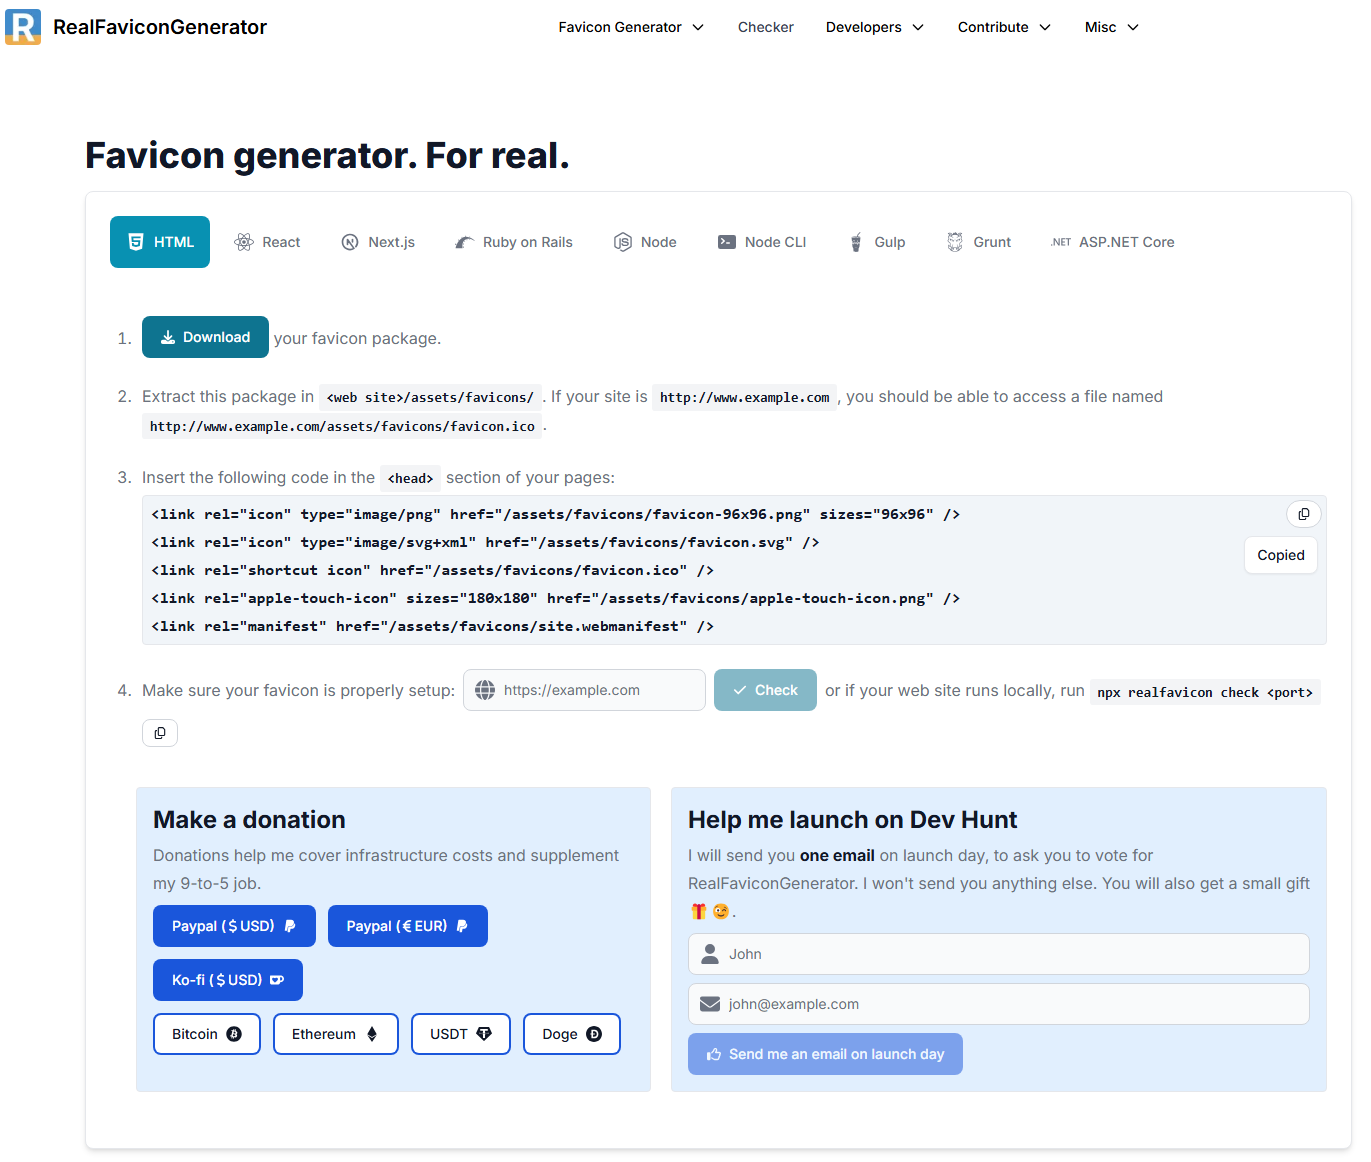 RealFaviconGenerator
Favicon Generator Checker Developers Contribute Misc
Favicon generator. For real.
HTML React Next.js Ruby on Rails Node Node CLI Gulp Grunt .NET ASP.NET Core
1. Download your favicon package.
2. Extract this package in <web site>/assets/favicons/ . If your site is http://www.example.com , you should be able to access a file named
http://www.example.com/assets/favicons/favicon.ico .
3. Insert the following code in the <head> section of your pages:
<link rel="icon" type="image/png" href="/assets/favicons/favicon-96x96.png" sizes="96x96" />
<link rel="icon" type="image/svg+xml" href="/assets/favicons/favicon.svg" />
Copied
<link rel="shortcut icon" href="/assets/favicons/favicon.ico" />
<link rel="apple-touch-icon" sizes="180x180" href="/assets/favicons/apple-touch-icon.png" />
<link rel="manifest" href="/assets/favicons/site.webmanifest" />
4. Make sure your favicon is properly setup: https://example.com Check or if your web site runs locally, run npx realfavicon check <port>
Make a donation
Donations help me cover infrastructure costs and supplement
my 9-to-5 job.
Paypal ($USD) Paypal (€EUR)
Ko-fi ($USD)
Bitcoin Ethereum USDT Doge
Help me launch on Dev Hunt
I will send you one email on launch day, to ask you to vote for
RealFaviconGenerator. I won't send you anything else. You will also get a small gift
🎁 😉.
John
john@example.com
Send me an email on launch day